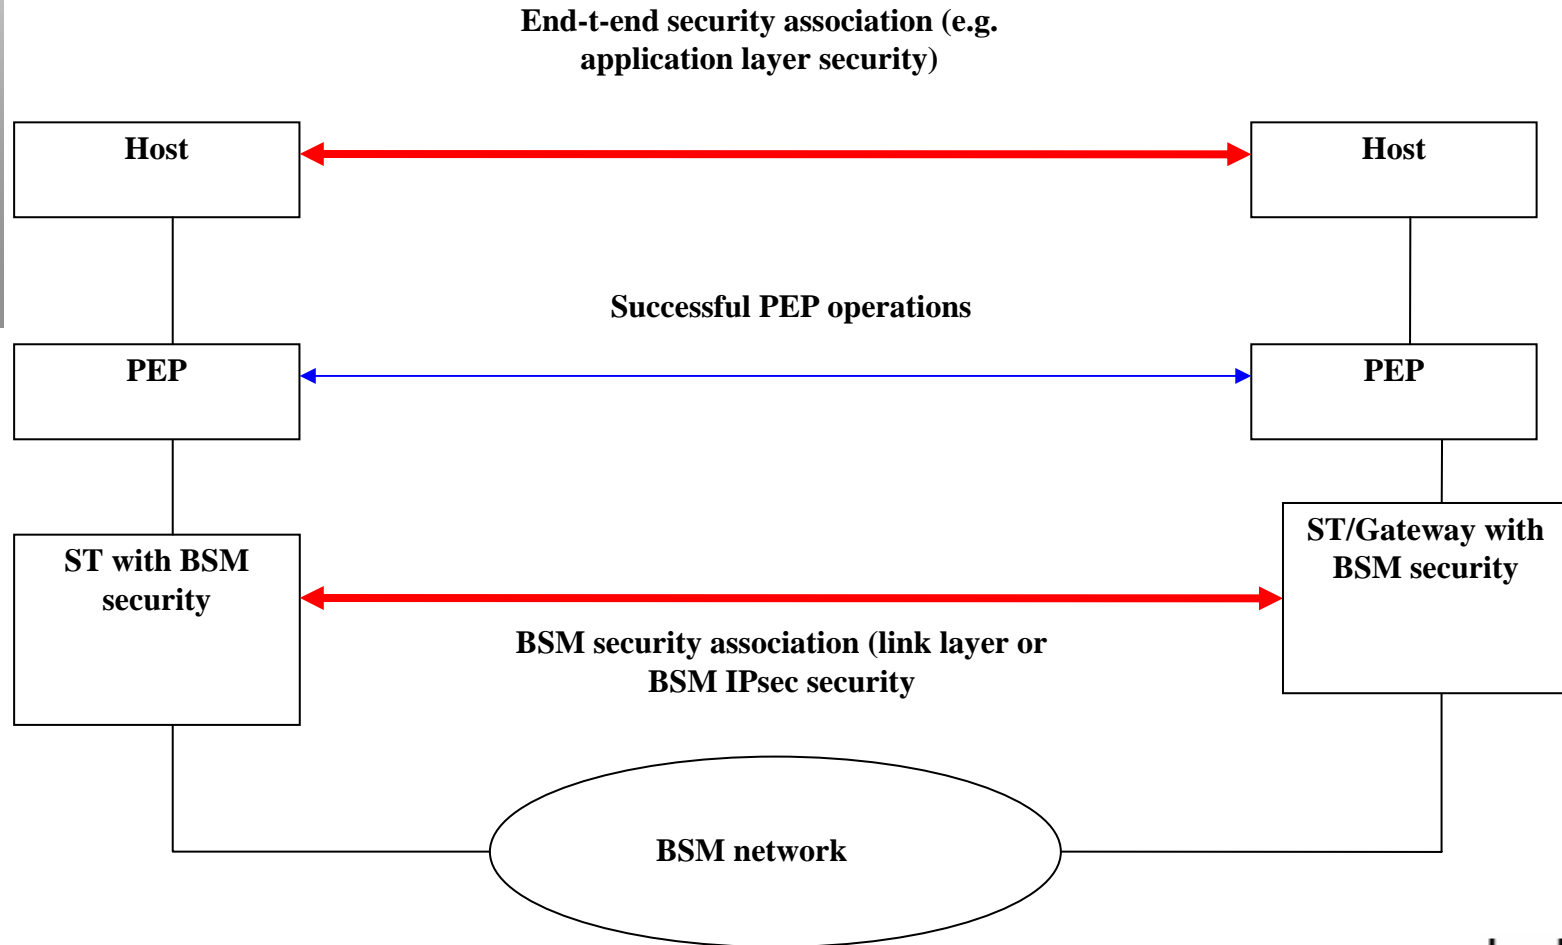 End-t-end security association (e.g.
application layer security)
Host
Host
Successful PEP operations
PEP
PEP
ST with BSM
security
ST/Gateway with
BSM security
BSM security association (link layer or
BSM IPsec security
BSM network